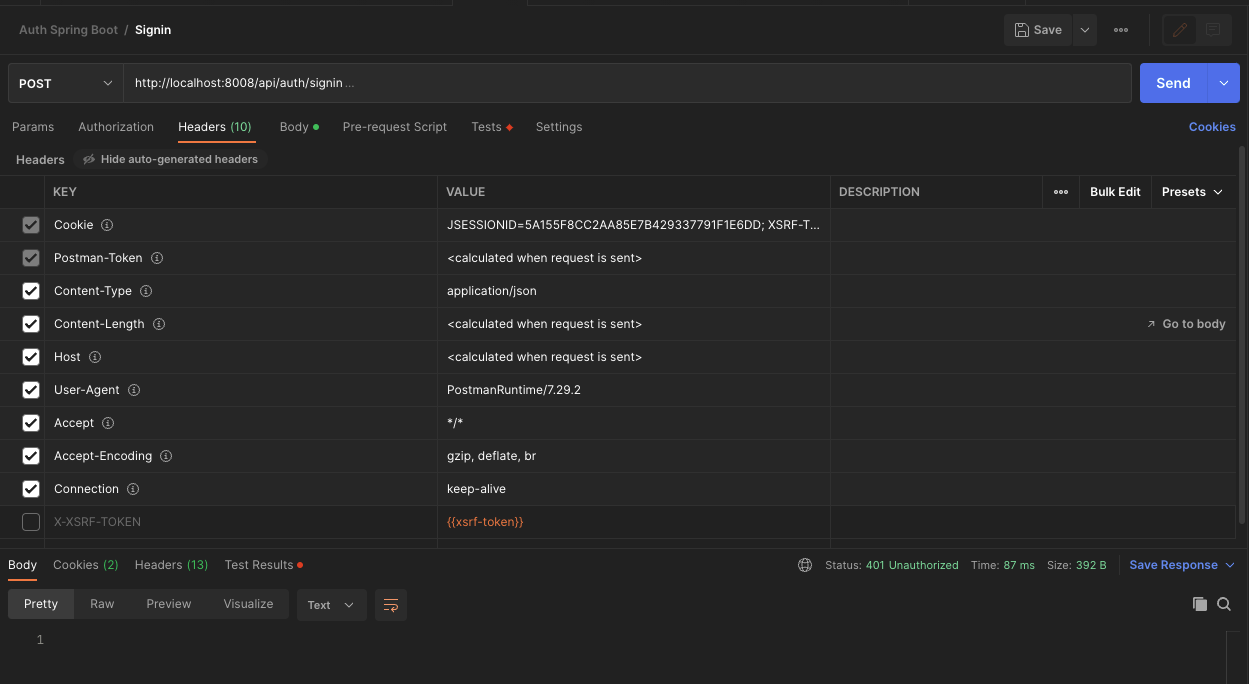 Auth Spring Boot / Signin
Save
POST
http://localhost:8008/api/auth/signin ...
Send
Params Authorization Headers (10) Body Pre-request Script Tests Settings Cookies
Headers Hide auto-generated headers
KEY VALUE DESCRIPTION Bulk Edit Presets
Cookie JSESSIONID=5A155F8CC2AA85E7B429337791F1E6DD; XSRF-T...
Postman-Token <calculated when request is sent>
Content-Type application/json
Content-Length <calculated when request is sent> Go to body
Host <calculated when request is sent>
User-Agent PostmanRuntime/7.29.2
Accept */*
Accept-Encoding gzip, deflate, br
Connection keep-alive
X-XSRF-TOKEN {{xsrf-token}}
Body Cookies (2) Headers (13) Test Results Status: 401 Unauthorized Time: 87 ms Size: 392 B Save Response
Pretty Raw Preview Visualize Text
1